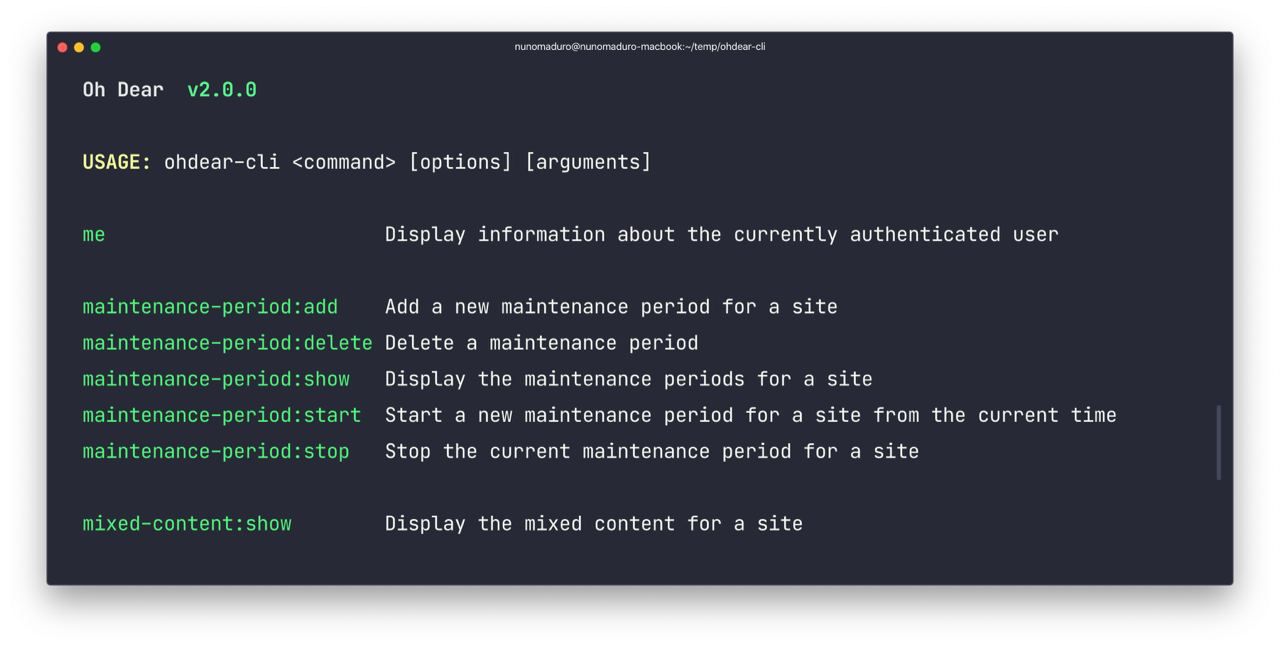 nunomaduro@nunomaduro-macbook:~/temp/ohdear-cli
Oh Dear  v2.0.0
USAGE: ohdear-cli <command> [options] [arguments]
me                        Display information about the currently authenticated user
maintenance-period:add    Add a new maintenance period for a site
maintenance-period:delete Delete a maintenance period
maintenance-period:show   Display the maintenance periods for a site
maintenance-period:start  Start a new maintenance period for a site from the current time
maintenance-period:stop   Stop the current maintenance period for a site
mixed-content:show        Display the mixed content for a site